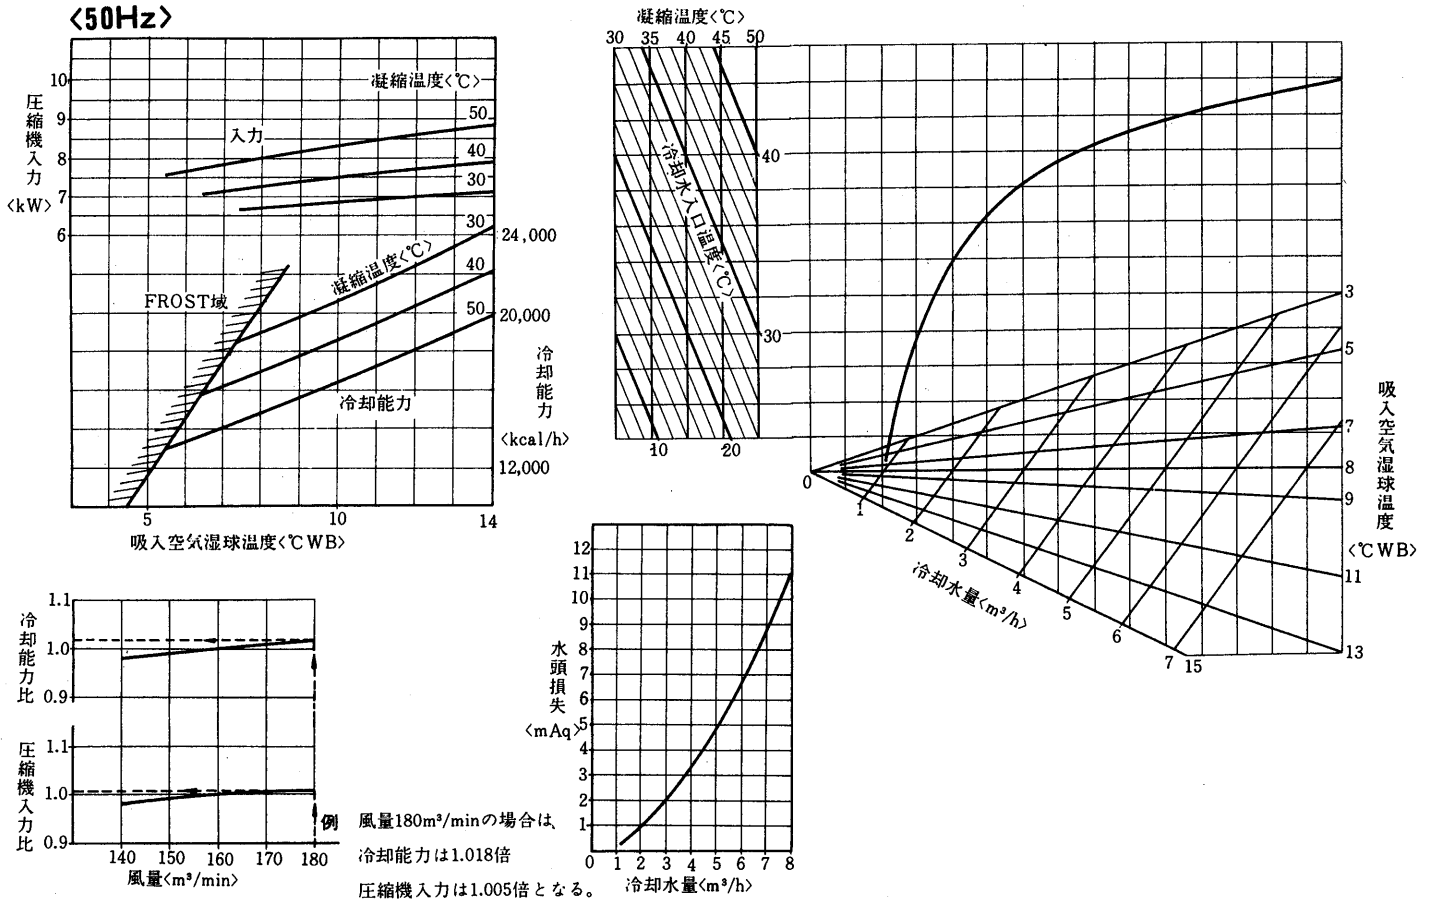 <50Hz>
10
9
8
7
6
圧縮機入力
<kW>
凝縮温度<℃>
入力
50
40
30
30
40
50
凝縮温度<℃>
FROST域
冷却能力
24,000
20,000
12,000
冷却能力
<kcal/h>
5
10
14
吸入空気湿球温度<℃WB>
凝縮温度<℃>
30 35 40 45 50
冷却水入口温度<℃>
40
30
10
20
0
1
2
3
4
5
6
7
15
冷却水量<m³/h>
3
5
7
8
9
11
13
吸入空気湿球温度
<℃WB>
冷却能力比
1.1
1.0
0.9
圧縮機入力比
1.1
1.0
0.9
140 150 160 170 180
風量<m³/min>
例
風量180m³/minの場合は、
冷却能力は1.018倍
圧縮機入力は1.005倍となる。
水頭損失
<mAq>
12
11
10
9
8
7
6
5
4
3
2
1
0 1 2 3 4 5 6 7 8
冷却水量<m³/h>